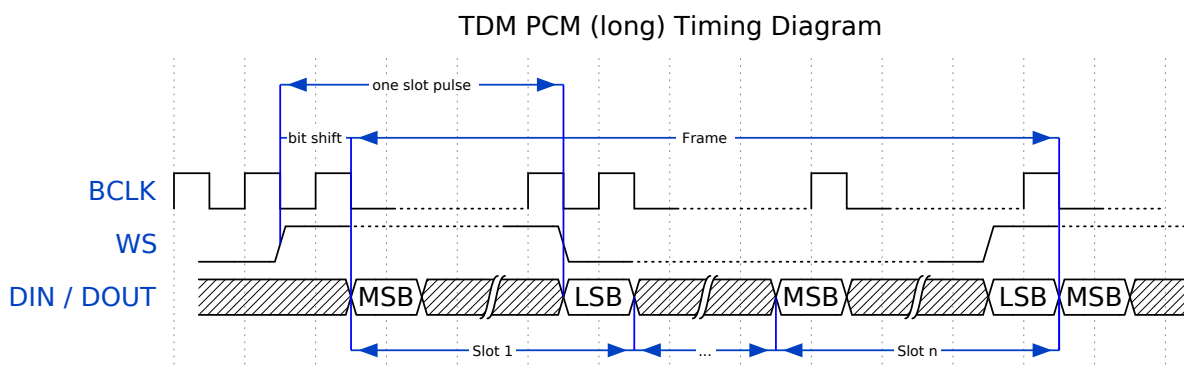 TDM PCM (long) Timing Diagram
one slot pulse
bit shift
Frame
BCLK
WS
DIN / DOUT
MSB
LSB
MSB
LSB
MSB
Slot 1
...
Slot n